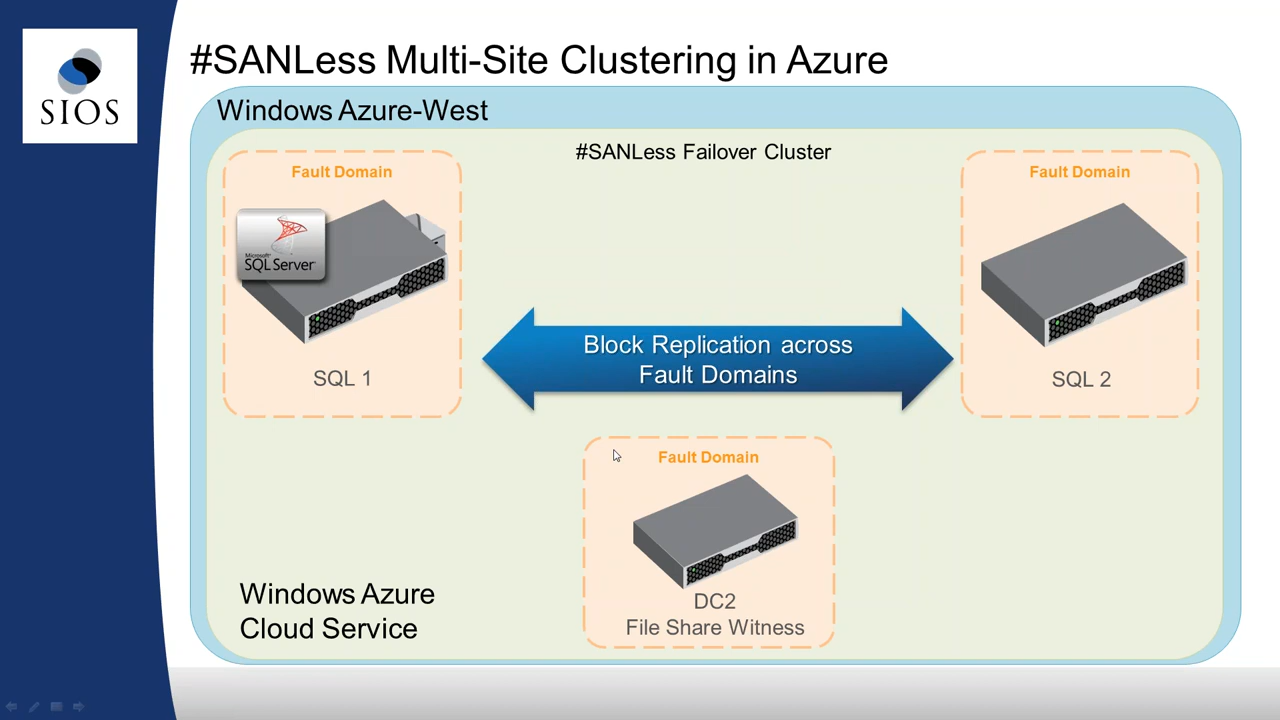 SIOS
#SANLess Multi-Site Clustering in Azure
Windows Azure-West
#SANLess Failover Cluster
Fault Domain
Microsoft
SQL Server
SQL 1
Fault Domain
SQL 2
Block Replication across
Fault Domains
Fault Domain
DC2
File Share Witness
Windows Azure
Cloud Service